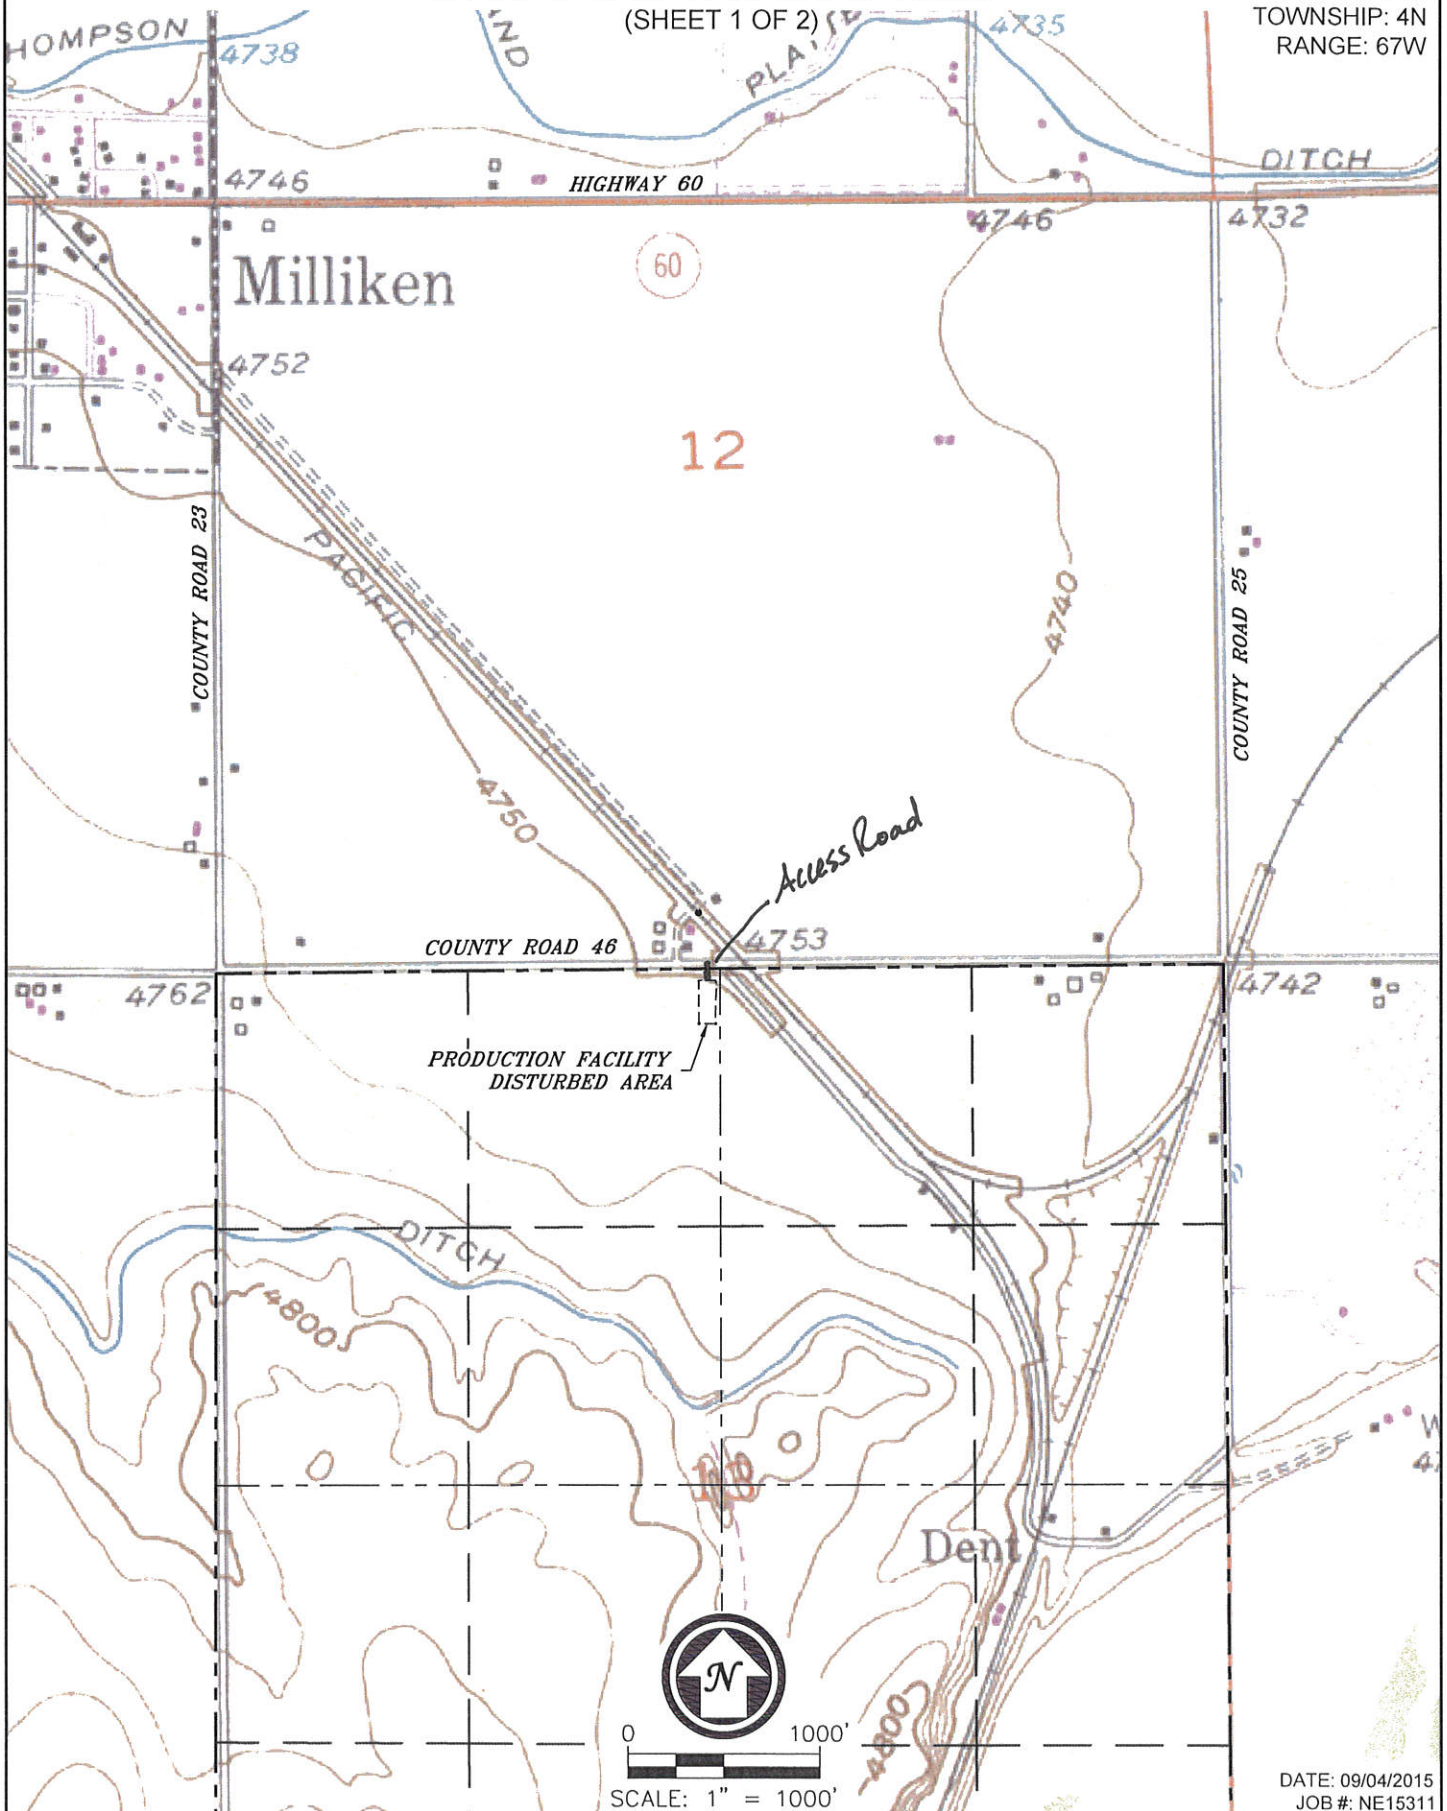 (SHEET 1 OF 2)
TOWNSHIP: 4N
RANGE: 67W
HOMPSON
4738
AND
4735
DITCH
4746
HIGHWAY 60
4746
4732
Milliken
60
4752
12
COUNTY ROAD 23
PACIFIC
4740
COUNTY ROAD 25
4750
Access Road
COUNTY ROAD 46
4753
4762
4742
PRODUCTION FACILITY
DISTURBED AREA
DITCH
4800
Dent
N
4800
0 1000'
SCALE: 1" = 1000'
DATE: 09/04/2015
JOB #: NE15311